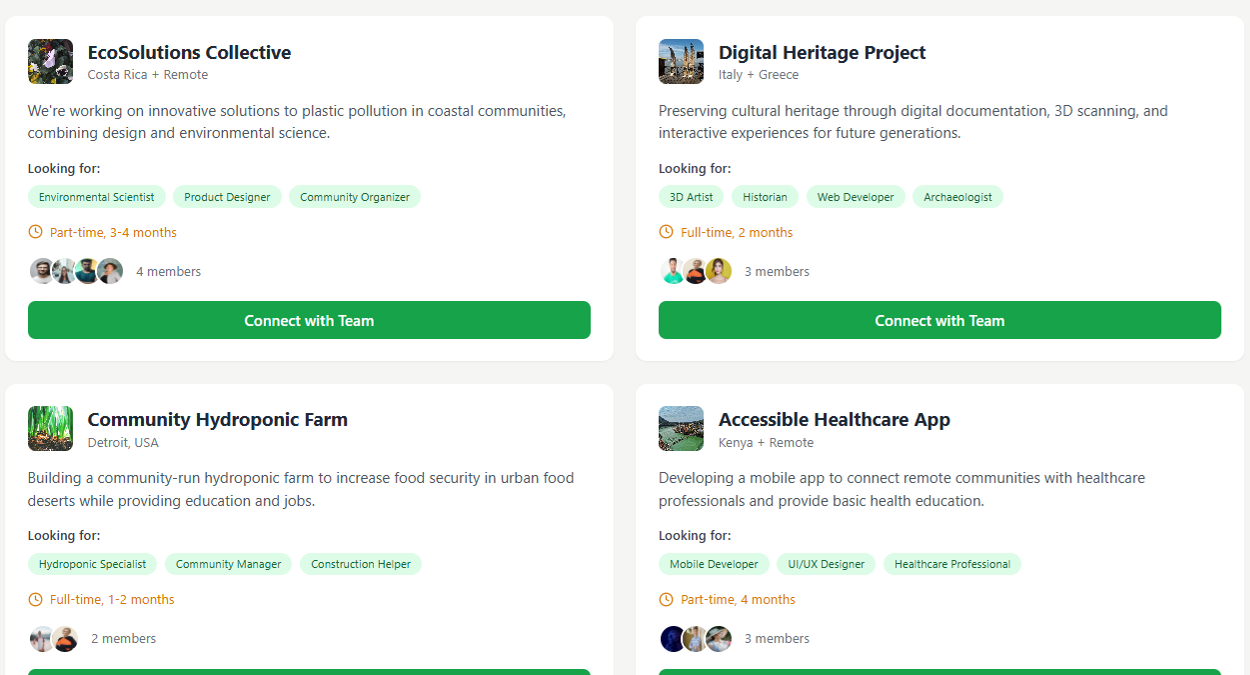 EcoSolutions Collective
Costa Rica + Remote
We're working on innovative solutions to plastic pollution in coastal communities,
combining design and environmental science.
Looking for:
Environmental Scientist Product Designer Community Organizer
Part-time, 3-4 months
4 members
Connect with Team
Digital Heritage Project
Italy + Greece
Preserving cultural heritage through digital documentation, 3D scanning, and
interactive experiences for future generations.
Looking for:
3D Artist Historian Web Developer Archaeologist
Full-time, 2 months
3 members
Connect with Team
Community Hydroponic Farm
Detroit, USA
Building a community-run hydroponic farm to increase food security in urban food
deserts while providing education and jobs.
Looking for:
Hydroponic Specialist Community Manager Construction Helper
Full-time, 1-2 months
2 members
Accessible Healthcare App
Kenya + Remote
Developing a mobile app to connect remote communities with healthcare
professionals and provide basic health education.
Looking for:
Mobile Developer UI/UX Designer Healthcare Professional
Part-time, 4 months
3 members